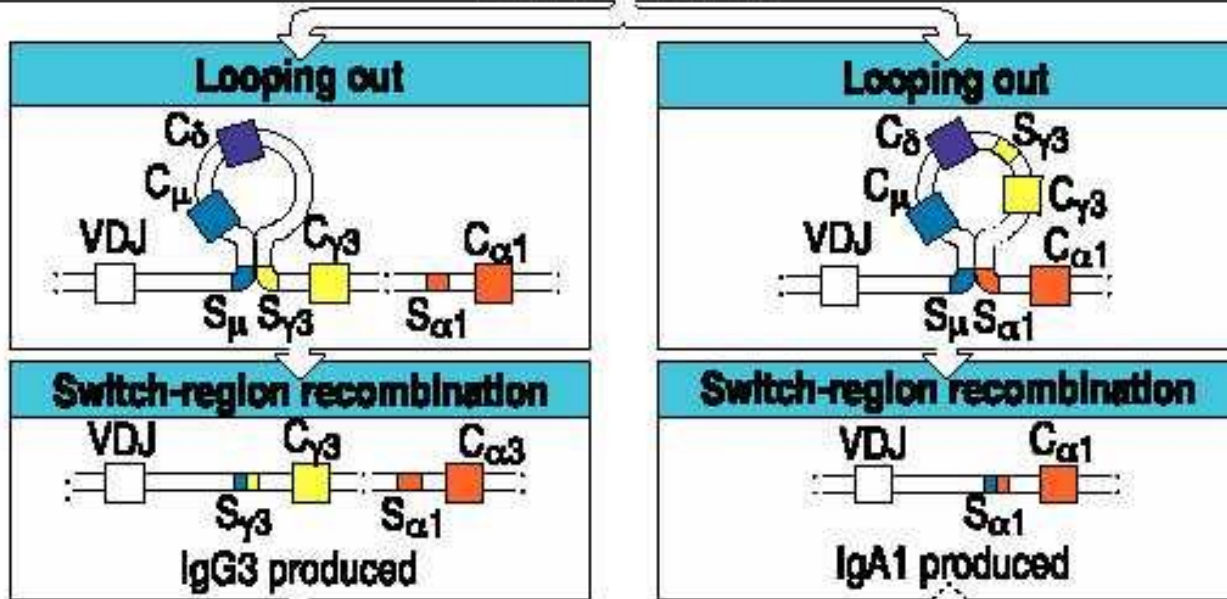 Looping out
Cδ
Cμ
VDJ
Cγ3
Cα1
Sμ Sγ3
Sα1
Switch-region recombination
VDJ
Cγ3
Cα3
Sγ3
Sα1
IgG3 produced
Looping out
Cδ
Sγ3
Cμ
Cγ3
VDJ
Cα1
Sμ Sα1
Switch-region recombination
VDJ
Cα1
Sα1
IgA1 produced